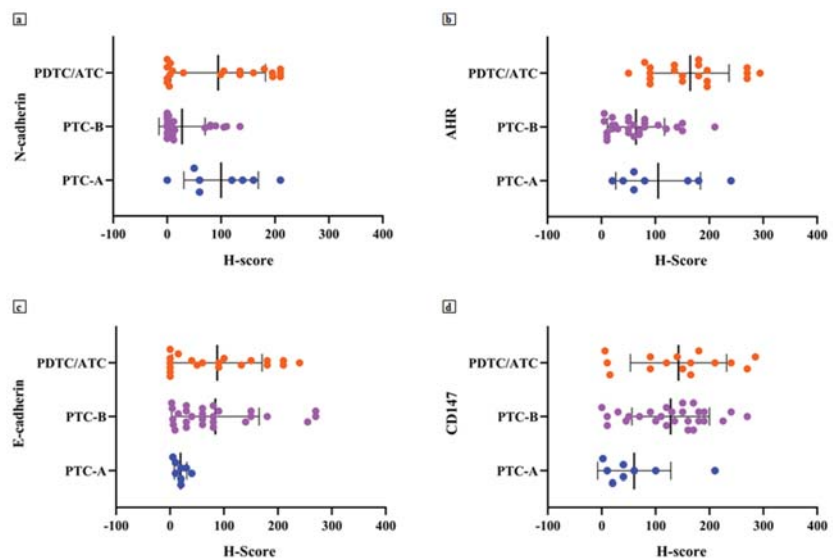 a
N-cadherin
PDTC/ATC
PTC-B
PTC-A
-100 0 100 200 300 400
H-score
b
AHR
PDTC/ATC
PTC-B
PTC-A
-100 0 100 200 300 400
H-Score
c
E-cadherin
PDTC/ATC
PTC-B
PTC-A
-100 0 100 200 300 400
H-Score
d
CD147
PDTC/ATC
PTC-B
PTC-A
-100 0 100 200 300 400
H-score